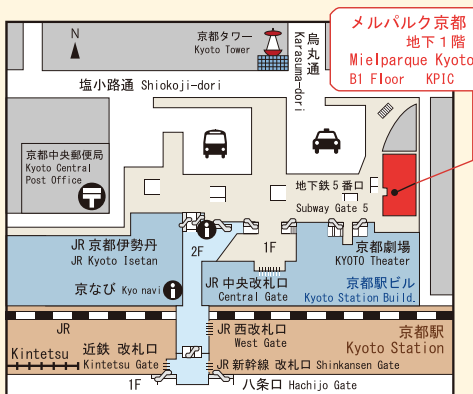 メルパルク京都
地下1階
Mielparque Kyoto
B1 Floor KPIC
N
京都タワー
Kyoto Tower
烏丸通
Karasuma-dori
塩小路通 Shiokoji-dori
京都中央郵便局
Kyoto Central
Post Office
地下鉄5番口
Subway Gate 5
JR 京都伊勢丹
JR Kyoto Isetan
2F
1F
京都劇場
KYOTO Theater
京なび Kyo navi
JR 中央改札口
Central Gate
京都駅ビル
Kyoto Station Build.
JR
JR 西改札口
West Gate
京都駅
Kyoto Station
Kintetsu
近鉄 改札口
Kintetsu Gate
JR 新幹線 改札口 Shinkansen Gate
1F
八条口 Hachijo Gate